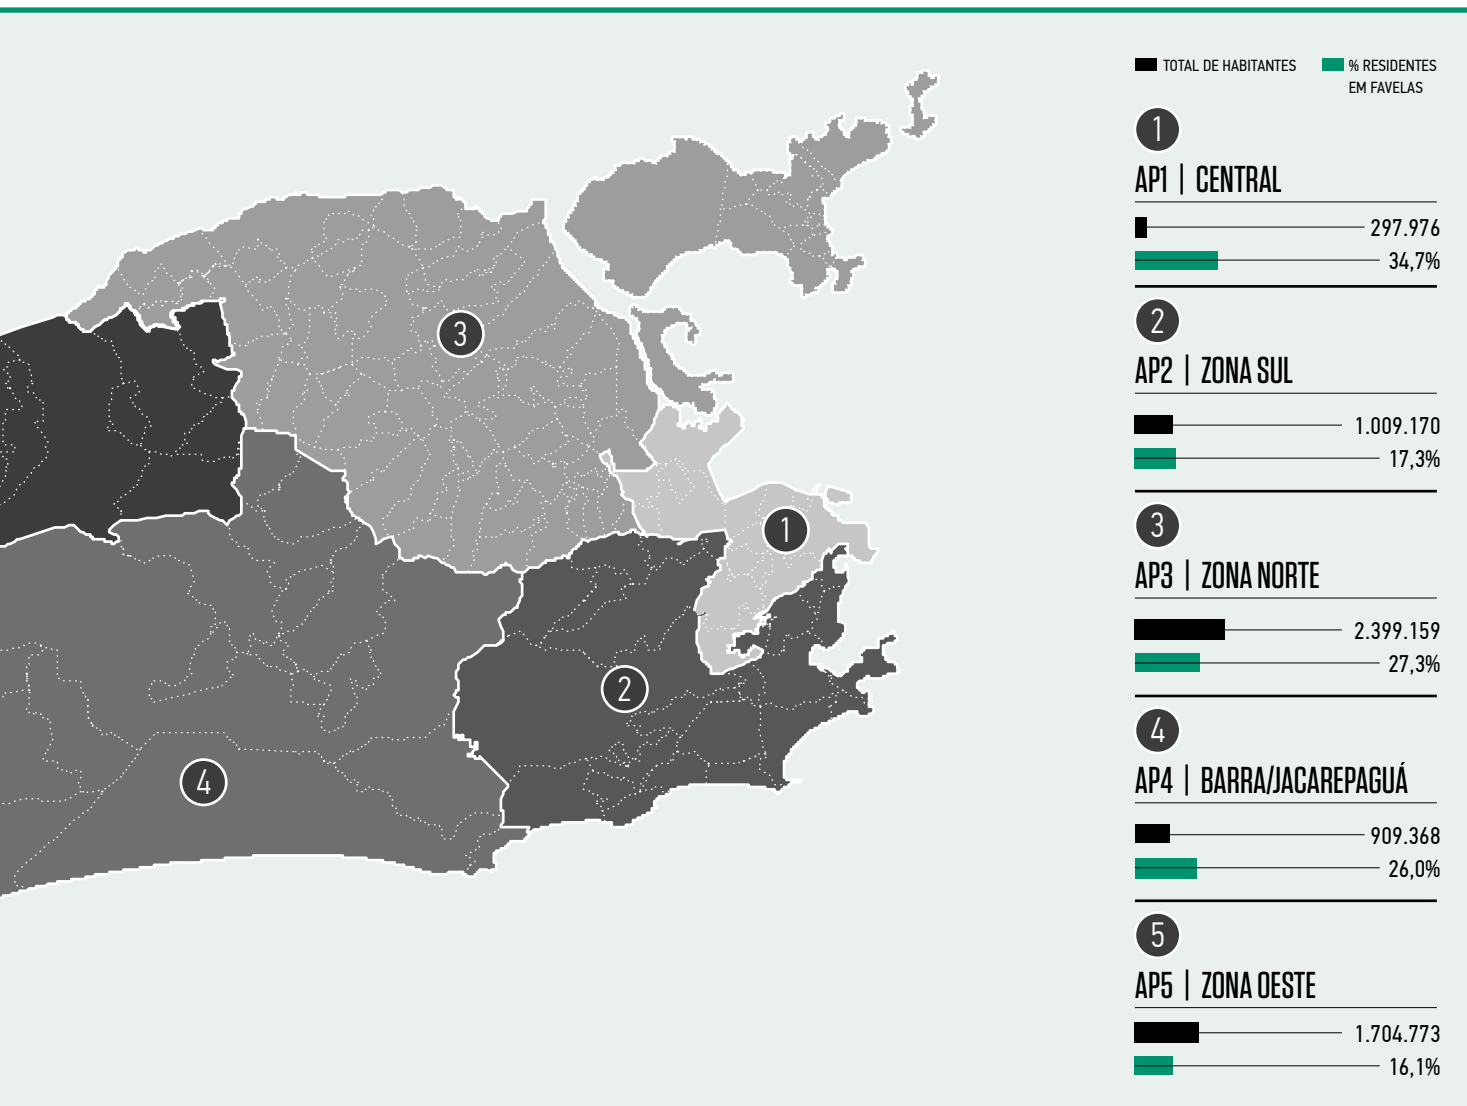 TOTAL DE HABITANTES
% RESIDENTES
EM FAVELAS
1
AP1 | CENTRAL
297.976
34,7%
2
AP2 | ZONA SUL
1.009.170
17,3%
3
AP3 | ZONA NORTE
2.399.159
27,3%
4
AP4 | BARRA/JACAREPAGUÁ
909.368
26,0%
5
AP5 | ZONA OESTE
1.704.773
16,1%
3
1
2
4